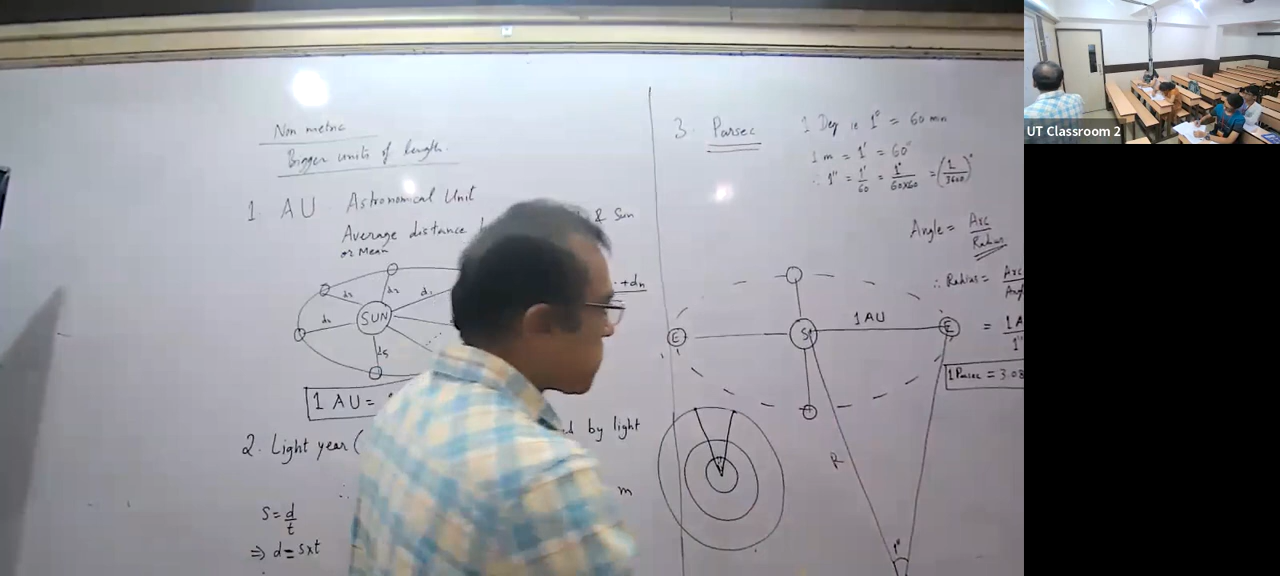 Non metric
Bigger units of length.
1 AU Astronomical Unit
Average distance & Sun
or Mean
+dn
d1
d2
d5
SUN
1 AU =
2. Light year (
d by light
m
S = d/t
⇒ d = s×t
3. Parsec
1 Deg ie 1° = 60 min
1 m = 1' = 60"
∴ 1" = 1'/60 = 1°/60×60 = (1/3600)°
Angle = Arc/Radius
∴ Radius = Arc/Ang
= 1A/1"
1 Parsec = 3.08
E
S
1 AU
E
R
1"
UT Classroom 2